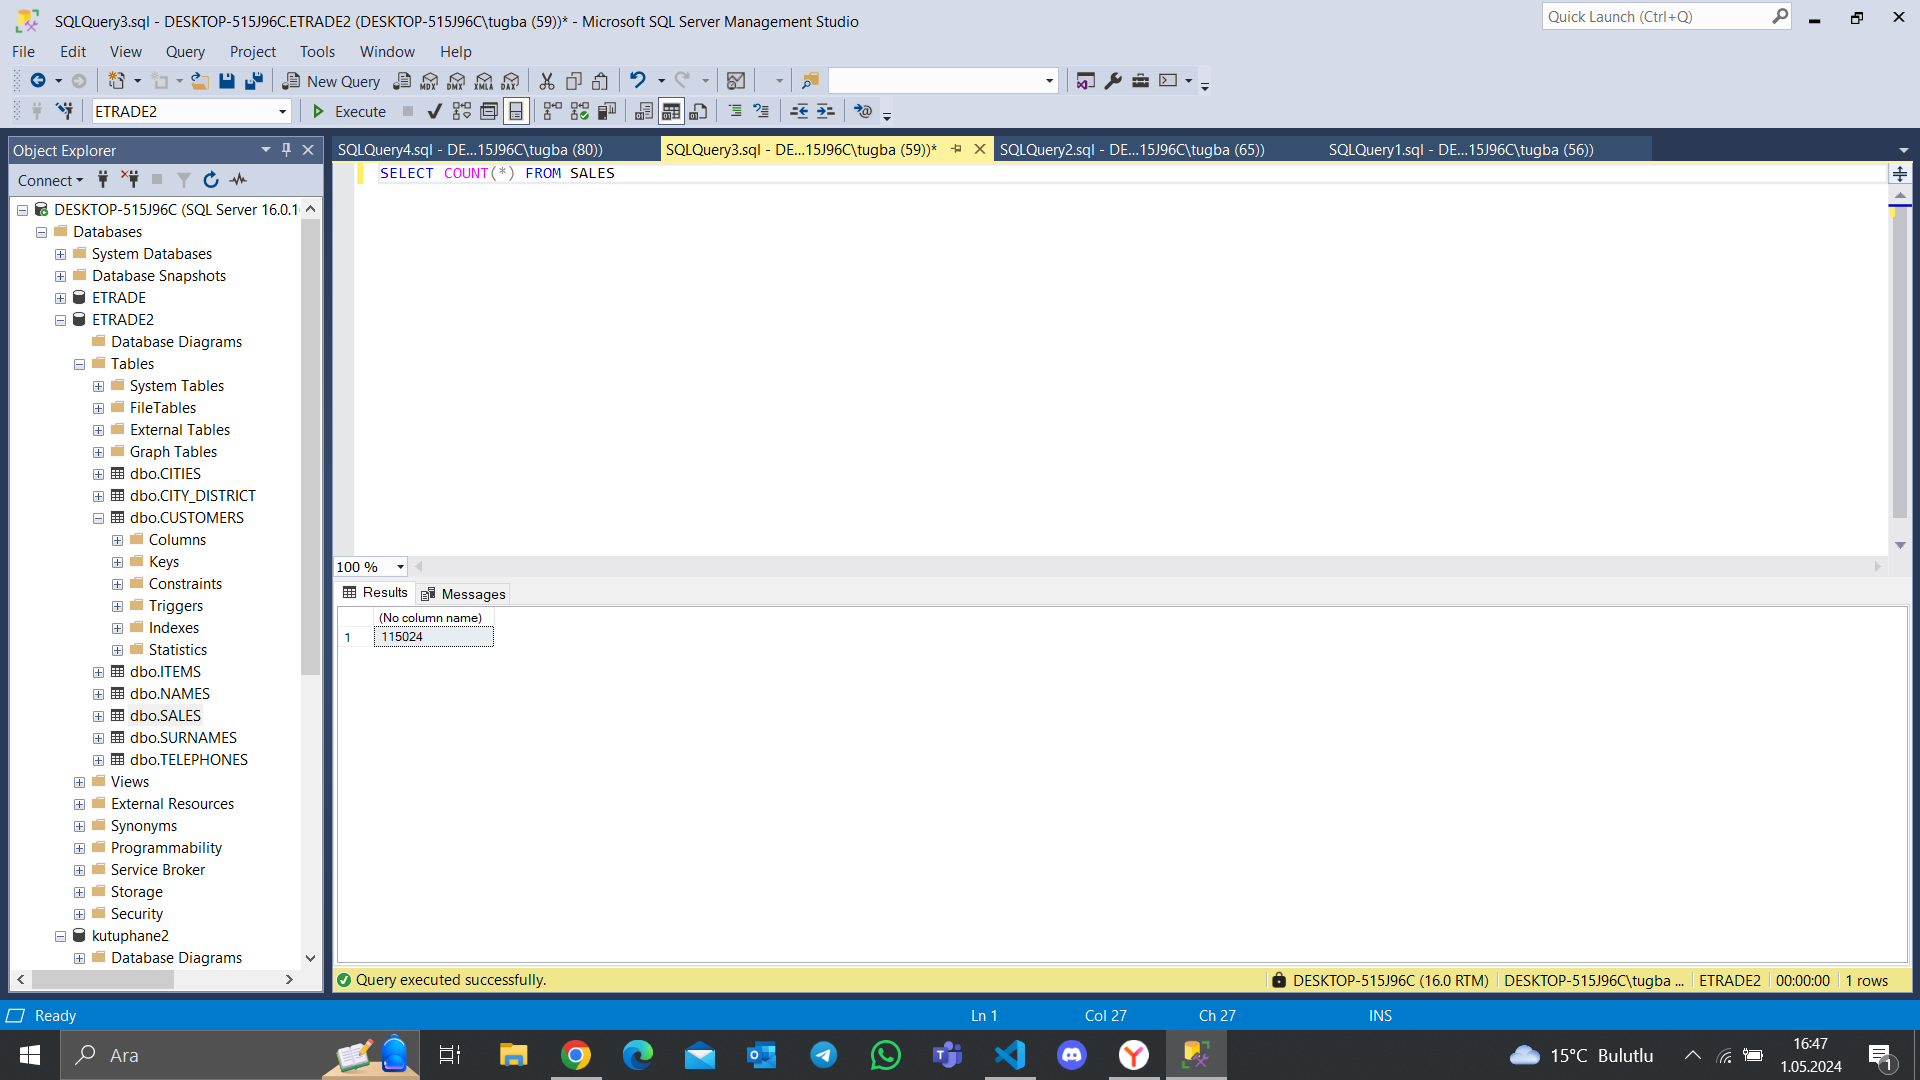 SQLQuery3.sql - DESKTOP-515J96C.ETRADE2 (DESKTOP-515J96C\tugba (59))* - Microsoft SQL Server Management Studio
Quick Launch (Ctrl+Q)
File Edit View Query Project Tools Window Help
New Query MDX DMX XMLA DAX
ETRADE2 Execute
Object Explorer
SQLQuery4.sql - DE...15J96C\tugba (80)) SQLQuery3.sql - DE...15J96C\tugba (59))* SQLQuery2.sql - DE...15J96C\tugba (65)) SQLQuery1.sql - DE...15J96C\tugba (56))
Connect
SELECT COUNT(*) FROM SALES
DESKTOP-515J96C (SQL Server 16.0.1
Databases
System Databases
Database Snapshots
ETRADE
ETRADE2
Database Diagrams
Tables
System Tables
FileTables
External Tables
Graph Tables
dbo.CITIES
dbo.CITY_DISTRICT
dbo.CUSTOMERS
Columns
Keys
Constraints
Triggers
Indexes
Statistics
dbo.ITEMS
dbo.NAMES
dbo.SALES
dbo.SURNAMES
dbo.TELEPHONES
Views
External Resources
Synonyms
Programmability
Service Broker
Storage
Security
kutuphane2
Database Diagrams
100 %
Results Messages
(No column name)
1 115024
Query executed successfully. DESKTOP-515J96C (16.0 RTM) DESKTOP-515J96C\tugba ... ETRADE2 00:00:00 1 rows
Ready Ln 1 Col 27 Ch 27 INS
Ara
15°C Bulutlu
16:47
1.05.2024
1